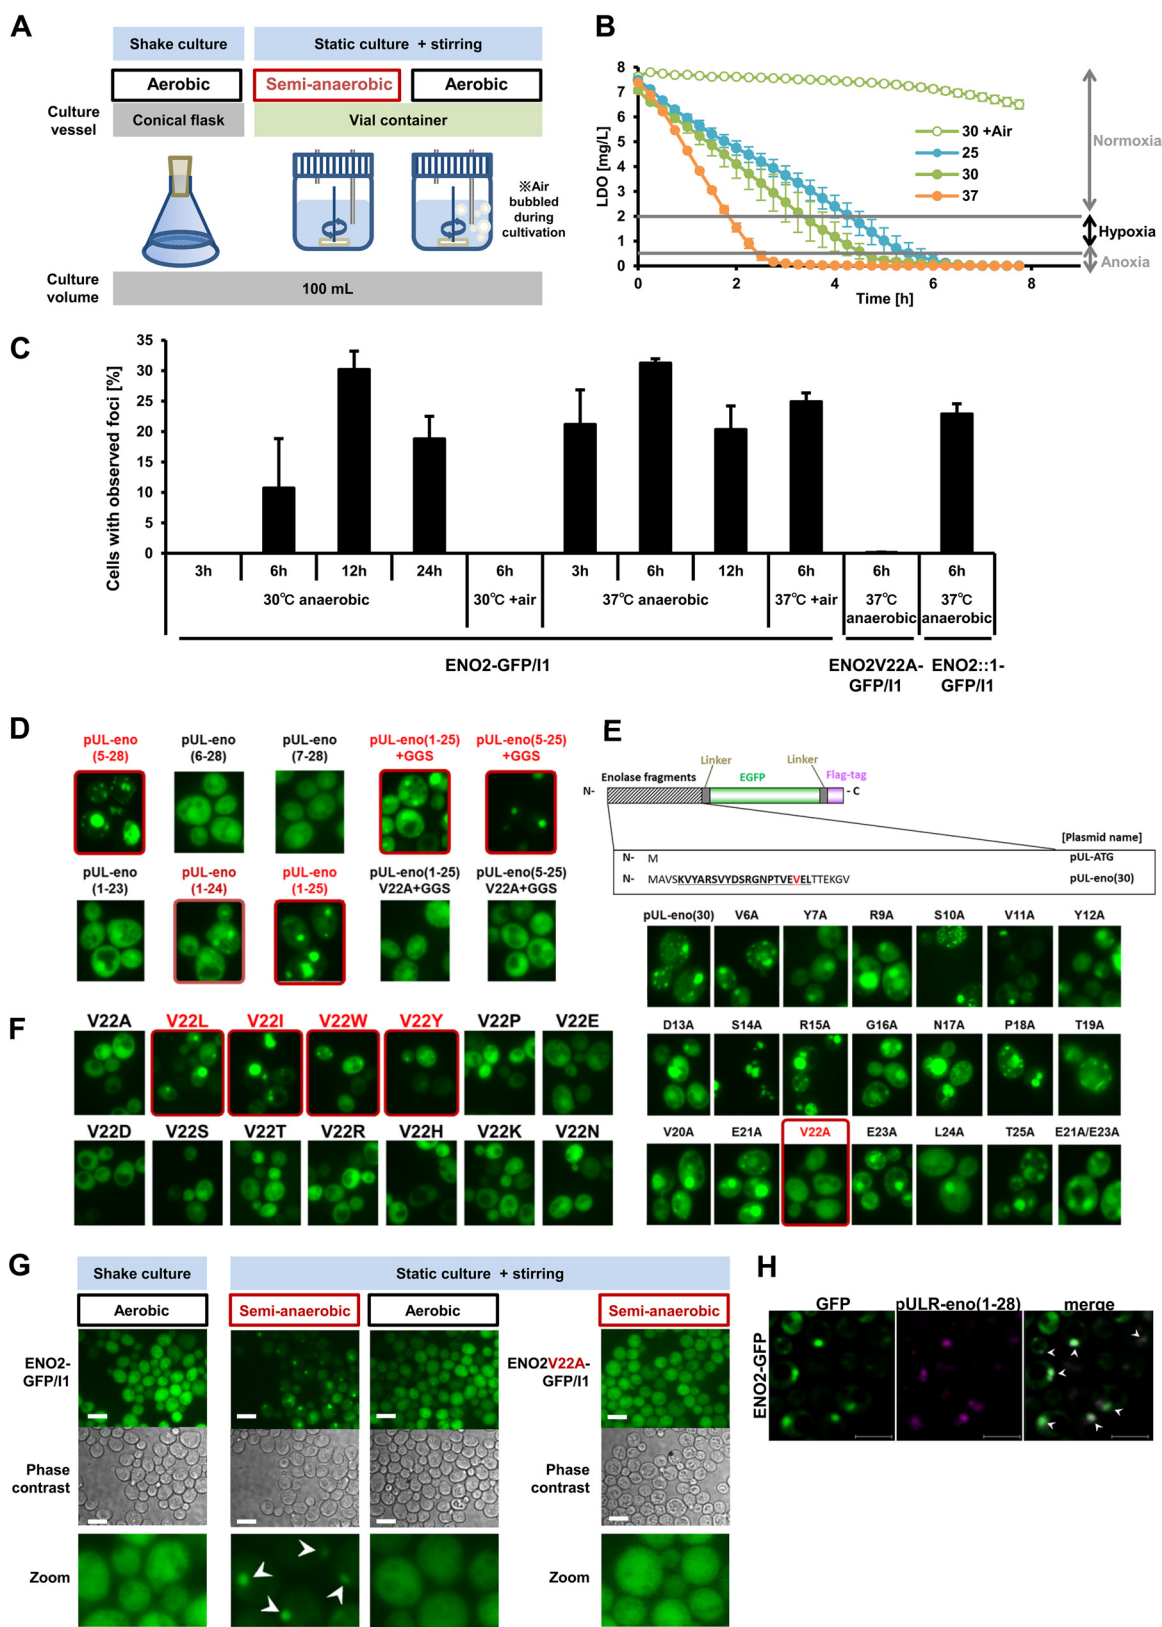 A
Shake culture
Static culture + stirring
Aerobic
Semi-anaerobic
Aerobic
Culture vessel
Conical flask
Vial container
※Air bubbled during cultivation
Culture volume
100 mL
B
LDO [mg/L]
8
7
6
5
4
3
2
1
0
0
2
4
6
8
Time [h]
30 +Air
25
30
37
Normoxia
Hypoxia
Anoxia
C
Cells with observed foci [%]
35
30
25
20
15
10
5
0
3h
6h
12h
24h
6h
3h
6h
12h
6h
6h
6h
30℃ anaerobic
30℃ +air
37℃ anaerobic
37℃ +air
37℃ anaerobic
37℃ anaerobic
ENO2-GFP/I1
ENO2V22A-GFP/I1
ENO2::1-GFP/I1
D
pUL-eno (5-28)
pUL-eno (6-28)
pUL-eno (7-28)
pUL-eno(1-25) +GGS
pUL-eno(5-25) +GGS
pUL-eno (1-23)
pUL-eno (1-24)
pUL-eno (1-25)
pUL-eno(1-25) V22A+GGS
pUL-eno(5-25) V22A+GGS
E
Enolase fragments
Linker
EGFP
Linker
Flag-tag
N-
- C
[Plasmid name]
N- M pUL-ATG
N- MAVSKVYARSVYDSRGNPTVEVELTTEKGV pUL-eno(30)
pUL-eno(30)
V6A
Y7A
R9A
S10A
V11A
Y12A
D13A
S14A
R15A
G16A
N17A
P18A
T19A
V20A
E21A
V22A
E23A
L24A
T25A
E21A/E23A
F
V22A
V22L
V22I
V22W
V22Y
V22P
V22E
V22D
V22S
V22T
V22R
V22H
V22K
V22N
G
Shake culture
Static culture + stirring
Aerobic
Semi-anaerobic
Aerobic
Semi-anaerobic
ENO2-GFP/I1
ENO2V22A-GFP/I1
Phase contrast
Phase contrast
Zoom
Zoom
H
GFP
pULR-eno(1-28)
merge
ENO2-GFP